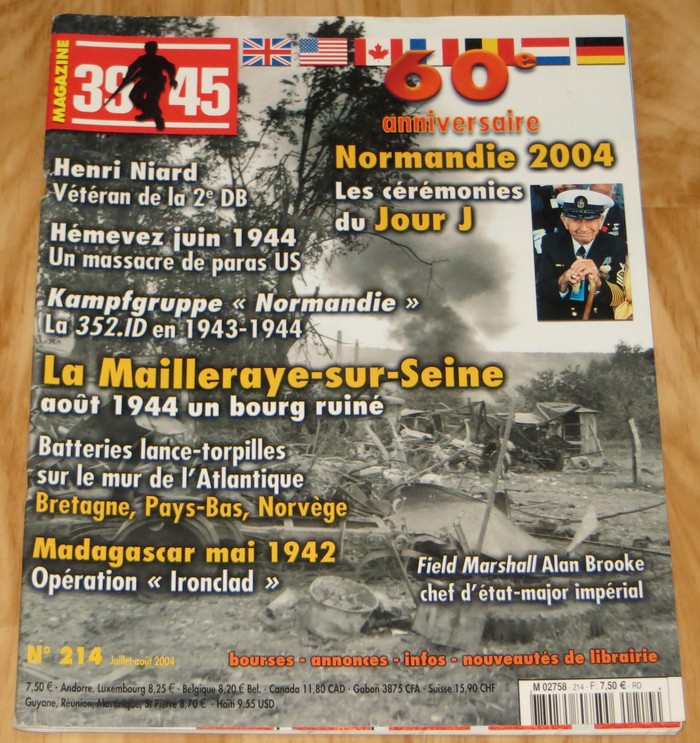 MAGAZINE
39 45
60e
anniversaire
Normandie 2004
Les cérémonies
du Jour J
Henri Niard
Vétéran de la 2e DB
Hémevez juin 1944
Un massacre de paras US
Kampfgruppe « Normandie »
La 352.ID en 1943-1944
La Mailleraye-sur-Seine
août 1944 un bourg ruiné
Batteries lance-torpilles
sur le mur de l'Atlantique
Bretagne, Pays-Bas, Norvège
Madagascar mai 1942
Opération « Ironclad »
Field Marshall Alan Brooke
chef d'état-major impérial
N° 214 Juillet-août 2004
bourses - annonces - infos - nouveautés de librairie
7,50 € - Andorre, Luxembourg 8,25 € - Belgique 8,20 € Bel. - Canada 11,80 CAD - Gabon 3875 CFA - Suisse 15,90 CHF
Guyane, Réunion, Martinique, St Pierre 8,70 € - Haïti 9.55 USD
M 02758 - 214 - F: 7,50 € - RD